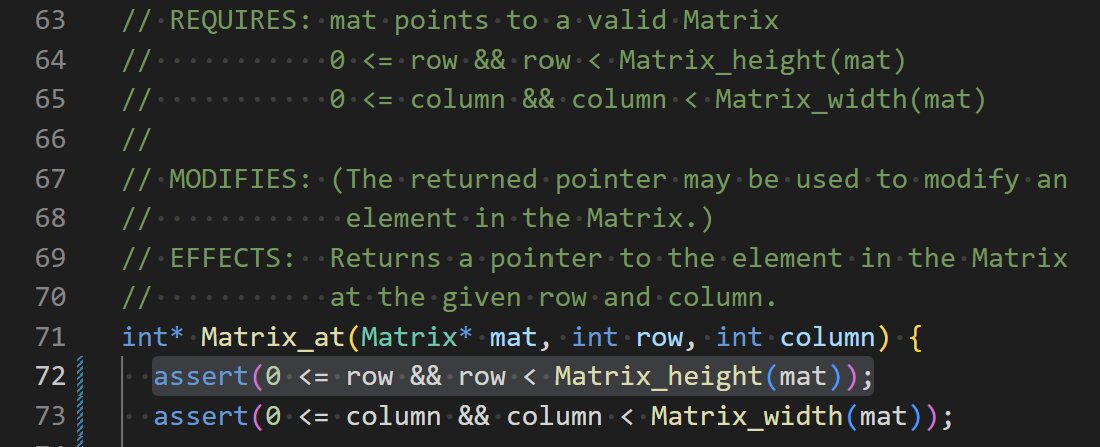 63 // REQUIRES: mat points to a valid Matrix
64 //           0 <= row && row < Matrix_height(mat)
65 //           0 <= column && column < Matrix_width(mat)
66 //
67 // MODIFIES: (The returned pointer may be used to modify an
68 //            element in the Matrix.)
69 // EFFECTS:  Returns a pointer to the element in the Matrix
70 //           at the given row and column.
71 int* Matrix_at(Matrix* mat, int row, int column) {
72   assert(0 <= row && row < Matrix_height(mat));
73   assert(0 <= column && column < Matrix_width(mat));